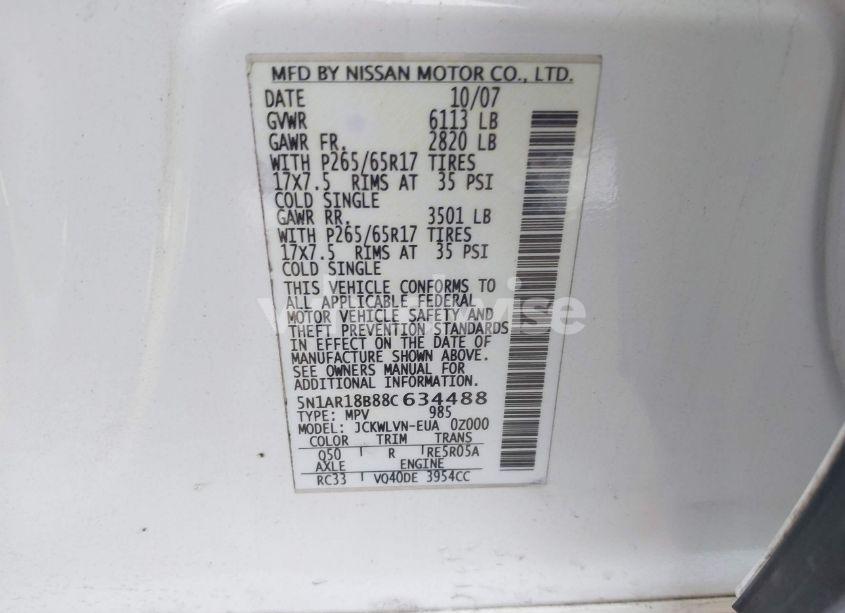 MFD BY NISSAN MOTOR CO., LTD.
DATE 10/07
GVWR 6113 LB
GAWR FR. 2820 LB
WITH P265/65R17 TIRES
17X7.5 RIMS AT 35 PSI
COLD SINGLE
GAWR RR. 3501 LB
WITH P265/65R17 TIRES
17X7.5 RIMS AT 35 PSI
COLD SINGLE
THIS VEHICLE CONFORMS TO
ALL APPLICABLE FEDERAL
MOTOR VEHICLE SAFETY AND
THEFT PREVENTION STANDARDS
IN EFFECT ON THE DATE OF
MANUFACTURE SHOWN ABOVE.
SEE OWNERS MANUAL FOR
ADDITIONAL INFORMATION.
5N1AR18B88C634488
TYPE: MPV 985
MODEL: JCKWLVN-EUA 0Z000
COLOR TRIM TRANS
Q50 R RE5R05A
AXLE ENGINE
RC33 VQ40DE 3954CC